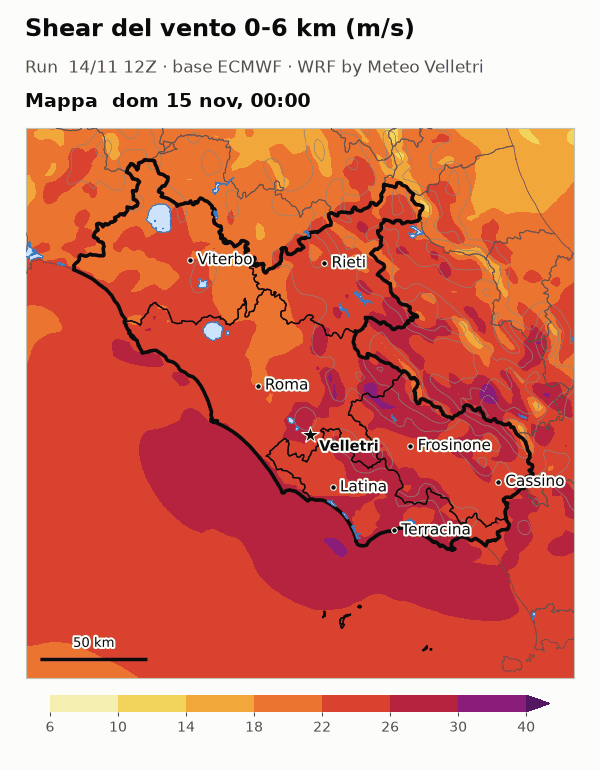 Shear del vento 0-6 km (m/s)
Run  14/11 12Z · base ECMWF · WRF by Meteo Velletri
Mappa  dom 15 nov, 00:00
Viterbo
Rieti
Roma
Velletri
Frosinone
Latina
Cassino
Terracina
50 km
6 10 14 18 22 26 30 40